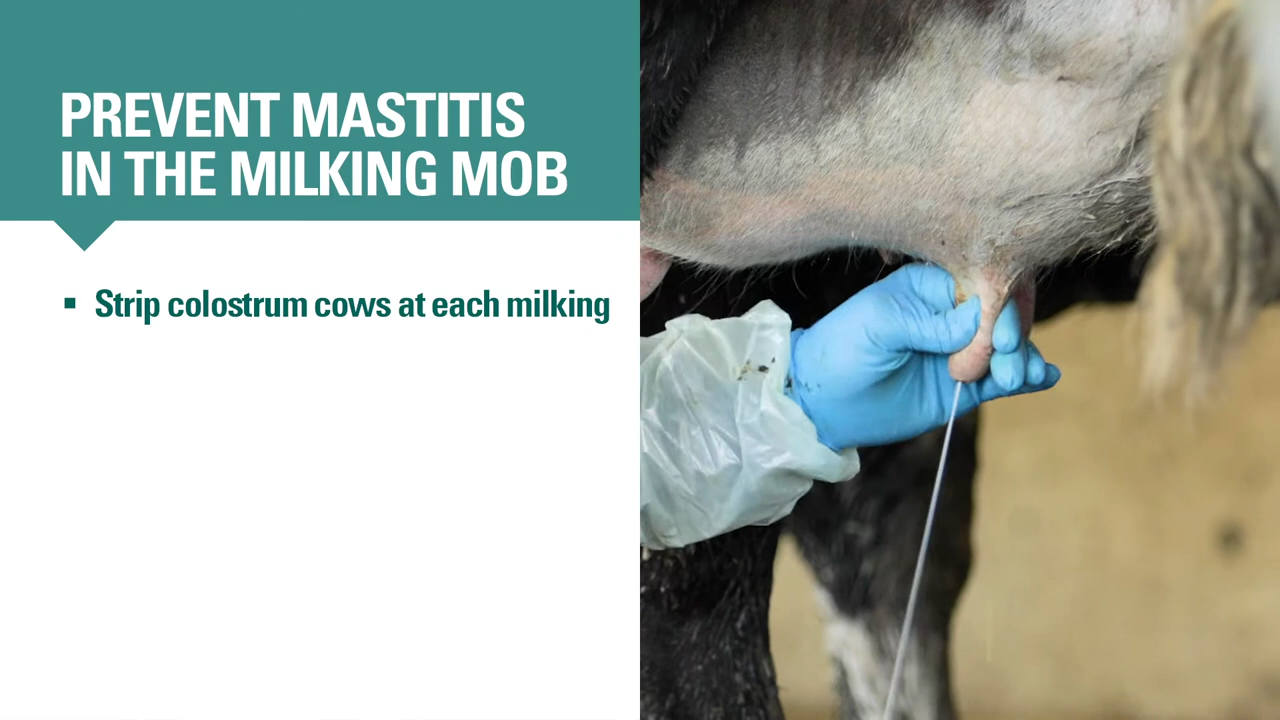 PREVENT MASTITIS
IN THE MILKING MOB
▪ Strip colostrum cows at each milking